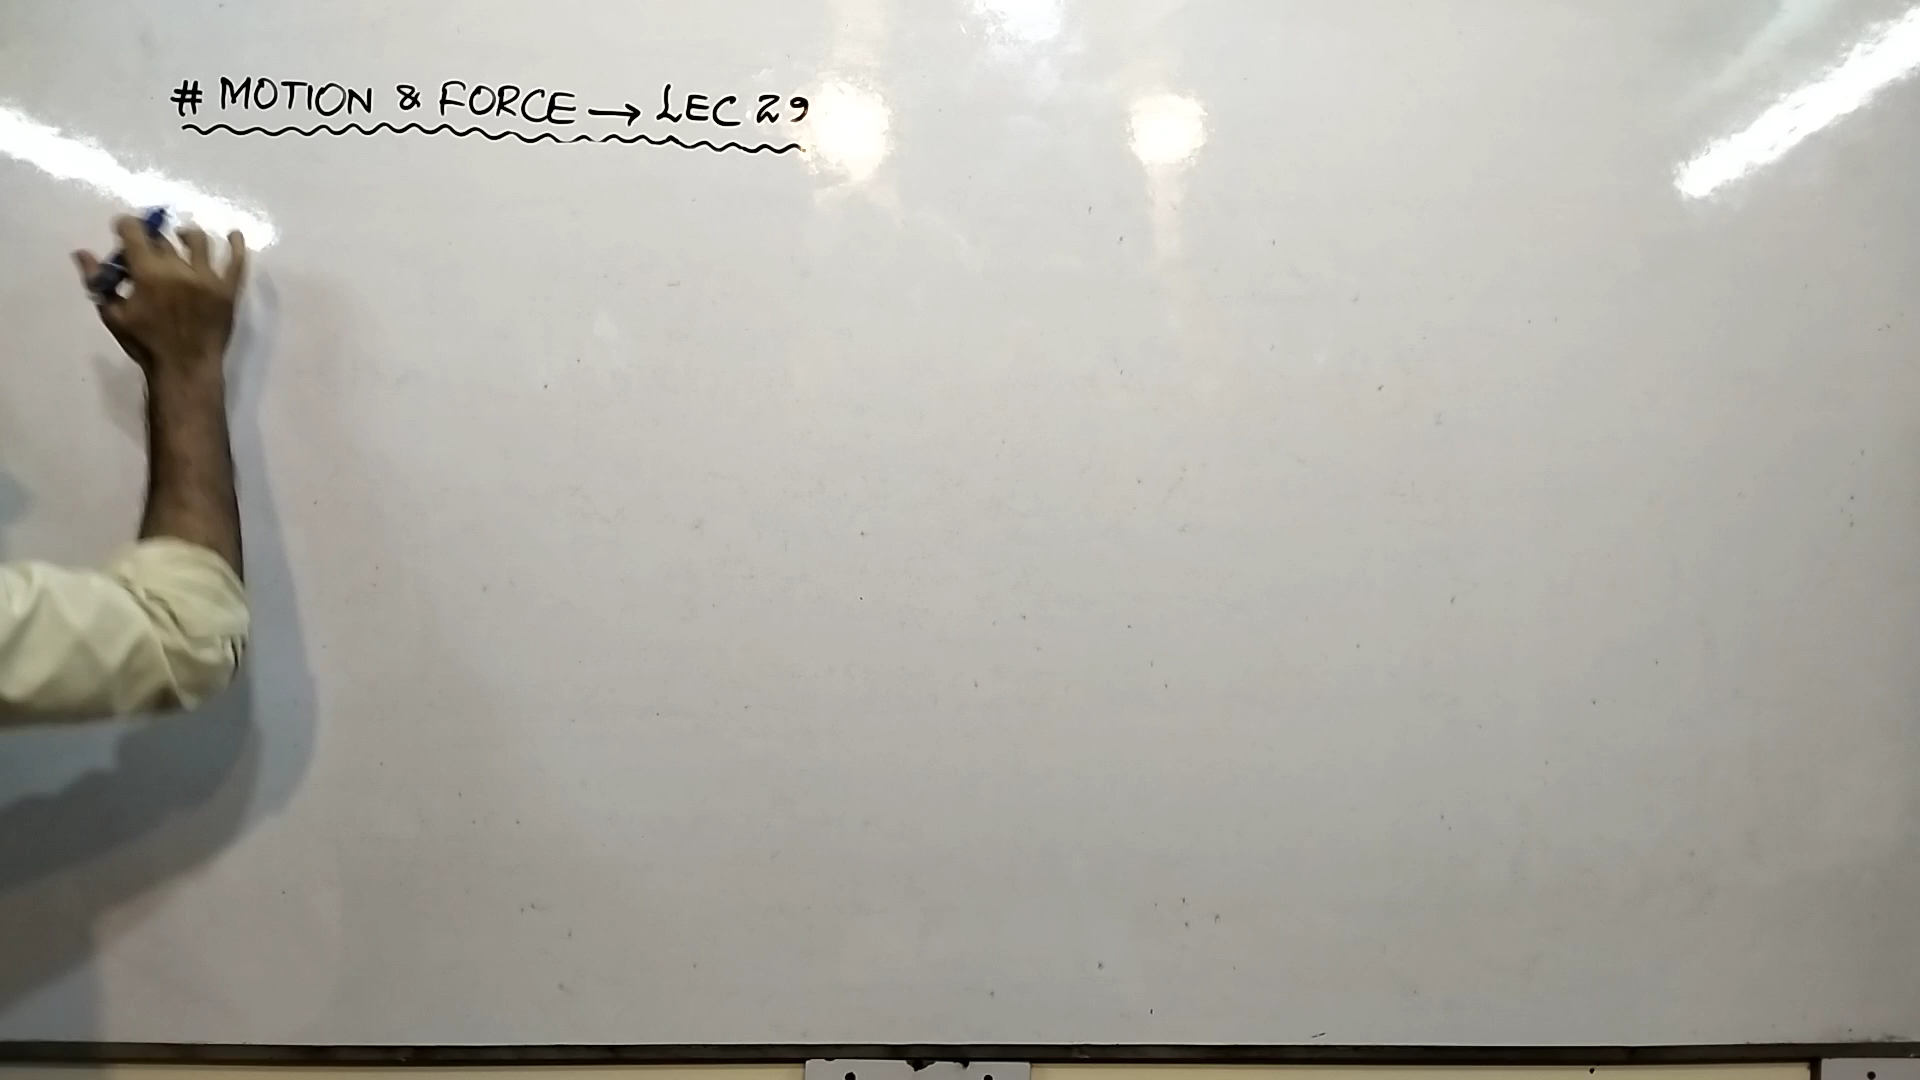 # MOTION & FORCE → LEC 29